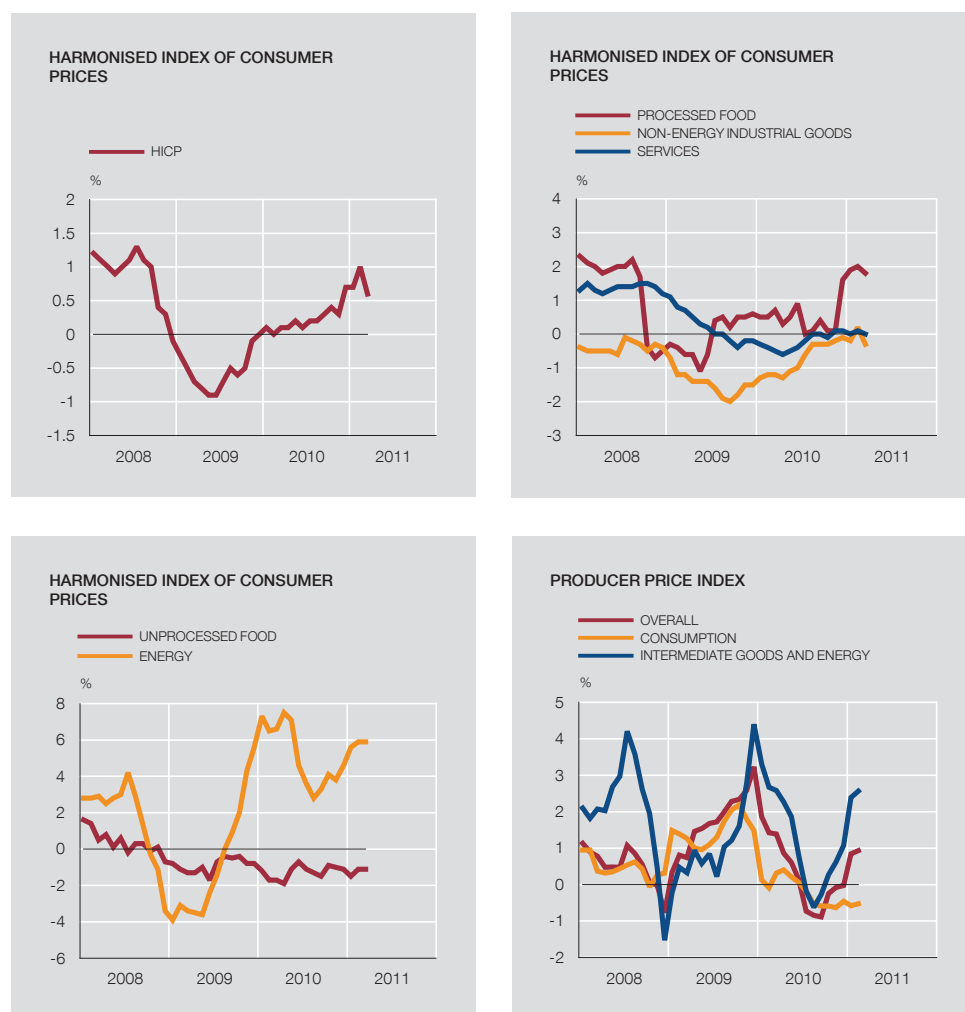 HARMONISED INDEX OF CONSUMER
PRICES
HICP
%
2
1.5
1
0.5
0
-0.5
-1
-1.5
2008 2009 2010 2011
HARMONISED INDEX OF CONSUMER
PRICES
PROCESSED FOOD
NON-ENERGY INDUSTRIAL GOODS
SERVICES
%
4
3
2
1
0
-1
-2
-3
2008 2009 2010 2011
HARMONISED INDEX OF CONSUMER
PRICES
UNPROCESSED FOOD
ENERGY
%
8
6
4
2
0
-2
-4
-6
2008 2009 2010 2011
PRODUCER PRICE INDEX
OVERALL
CONSUMPTION
INTERMEDIATE GOODS AND ENERGY
%
5
4
3
2
1
0
-1
-2
2008 2009 2010 2011